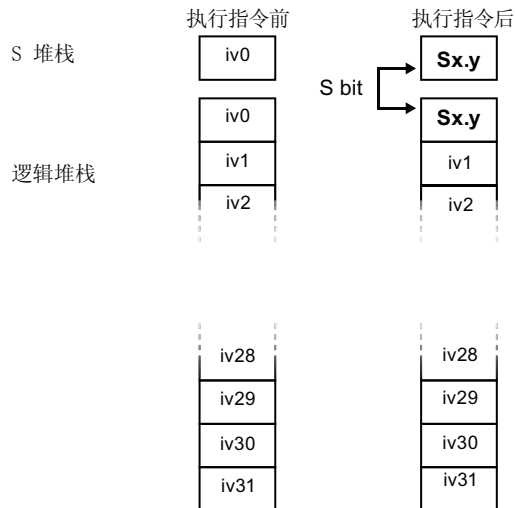 执行指令前 执行指令后
S 堆栈 iv0 Sx.y
S bit
iv0 Sx.y
逻辑堆栈 iv1 iv1
iv2 iv2
iv28 iv28
iv29 iv29
iv30 iv30
iv31 iv31